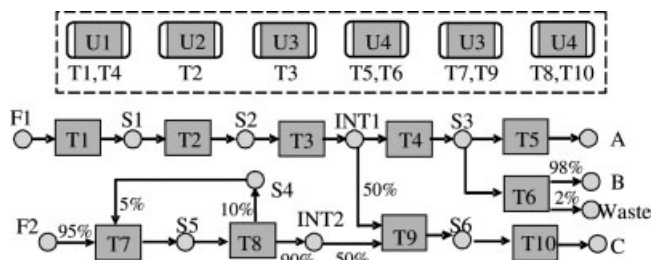 U1 U2 U3 U4 U3 U4
T1,T4 T2 T3 T5,T6 T7,T9 T8,T10
F1 T1 S1 T2 S2 T3 INT1 T4 S3 T5 A
98%
T6 B
2%
Waste
S4
5% 10% 50%
F2 95% T7 S5 T8 INT2 T9 S6 T10 C
90% 50%